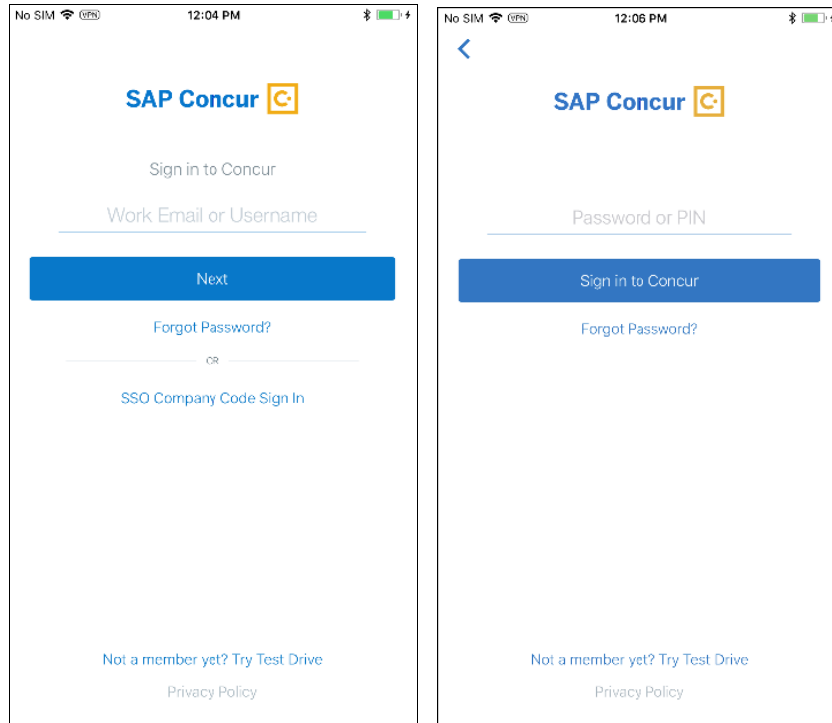 No SIM VPN 12:04 PM
SAP Concur C
Sign in to Concur
Work Email or Username
Next
Forgot Password?
OR
SSO Company Code Sign In
Not a member yet? Try Test Drive
Privacy Policy
No SIM VPN 12:06 PM
SAP Concur C
Password or PIN
Sign in to Concur
Forgot Password?
Not a member yet? Try Test Drive
Privacy Policy